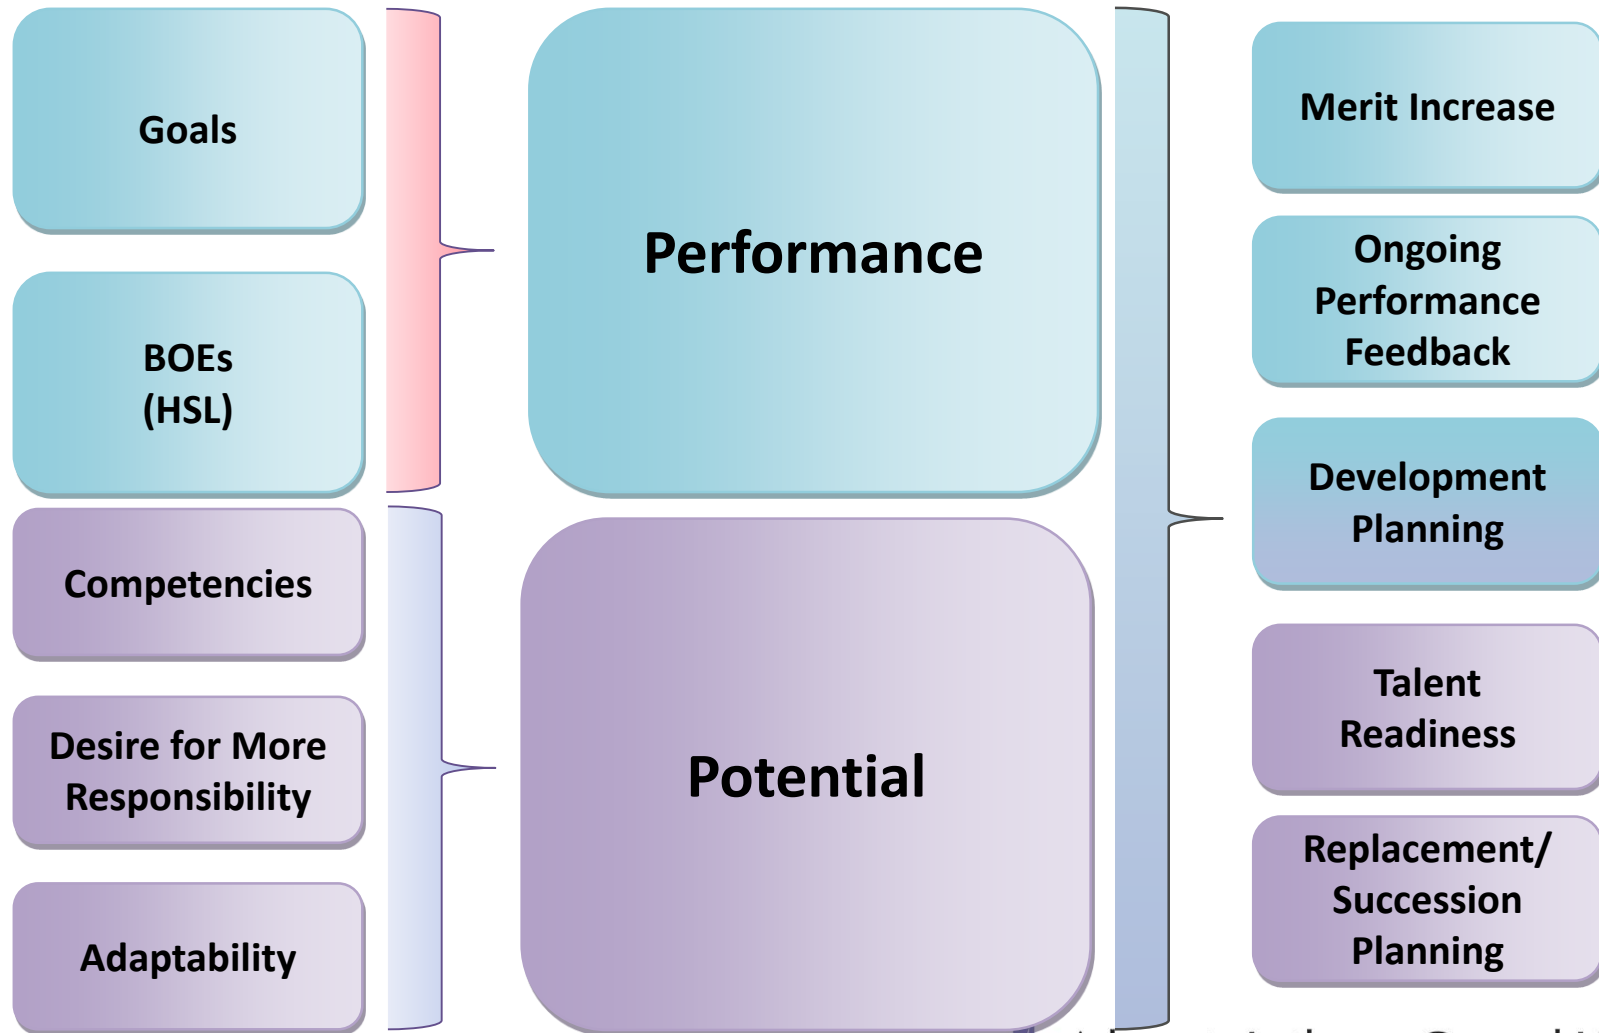 Goals
BOEs
(HSL)
Competencies
Desire for More
Responsibility
Adaptability
Performance
Potential
Merit Increase
Ongoing
Performance
Feedback
Development
Planning
Talent
Readiness
Replacement/
Succession
Planning